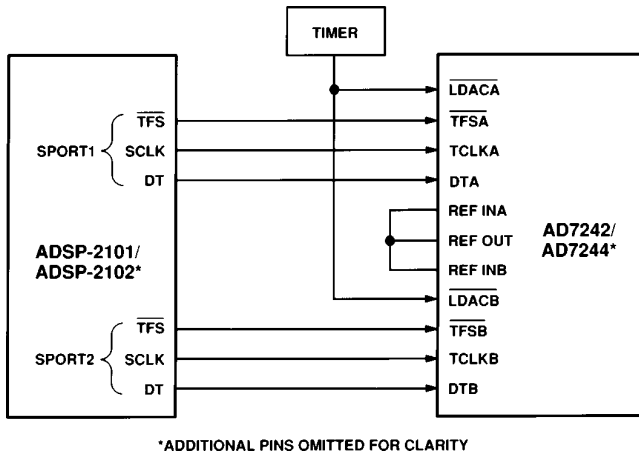 TIMER
LDACA
TFS
TFSA
SPORT1
SCLK
TCLKA
DT
DTA
REF INA
ADSP-2101/
ADSP-2102*
REF OUT
AD7242/
AD7244*
REF INB
LDACB
TFS
TFSB
SPORT2
SCLK
TCLKB
DT
DTB
*ADDITIONAL PINS OMITTED FOR CLARITY